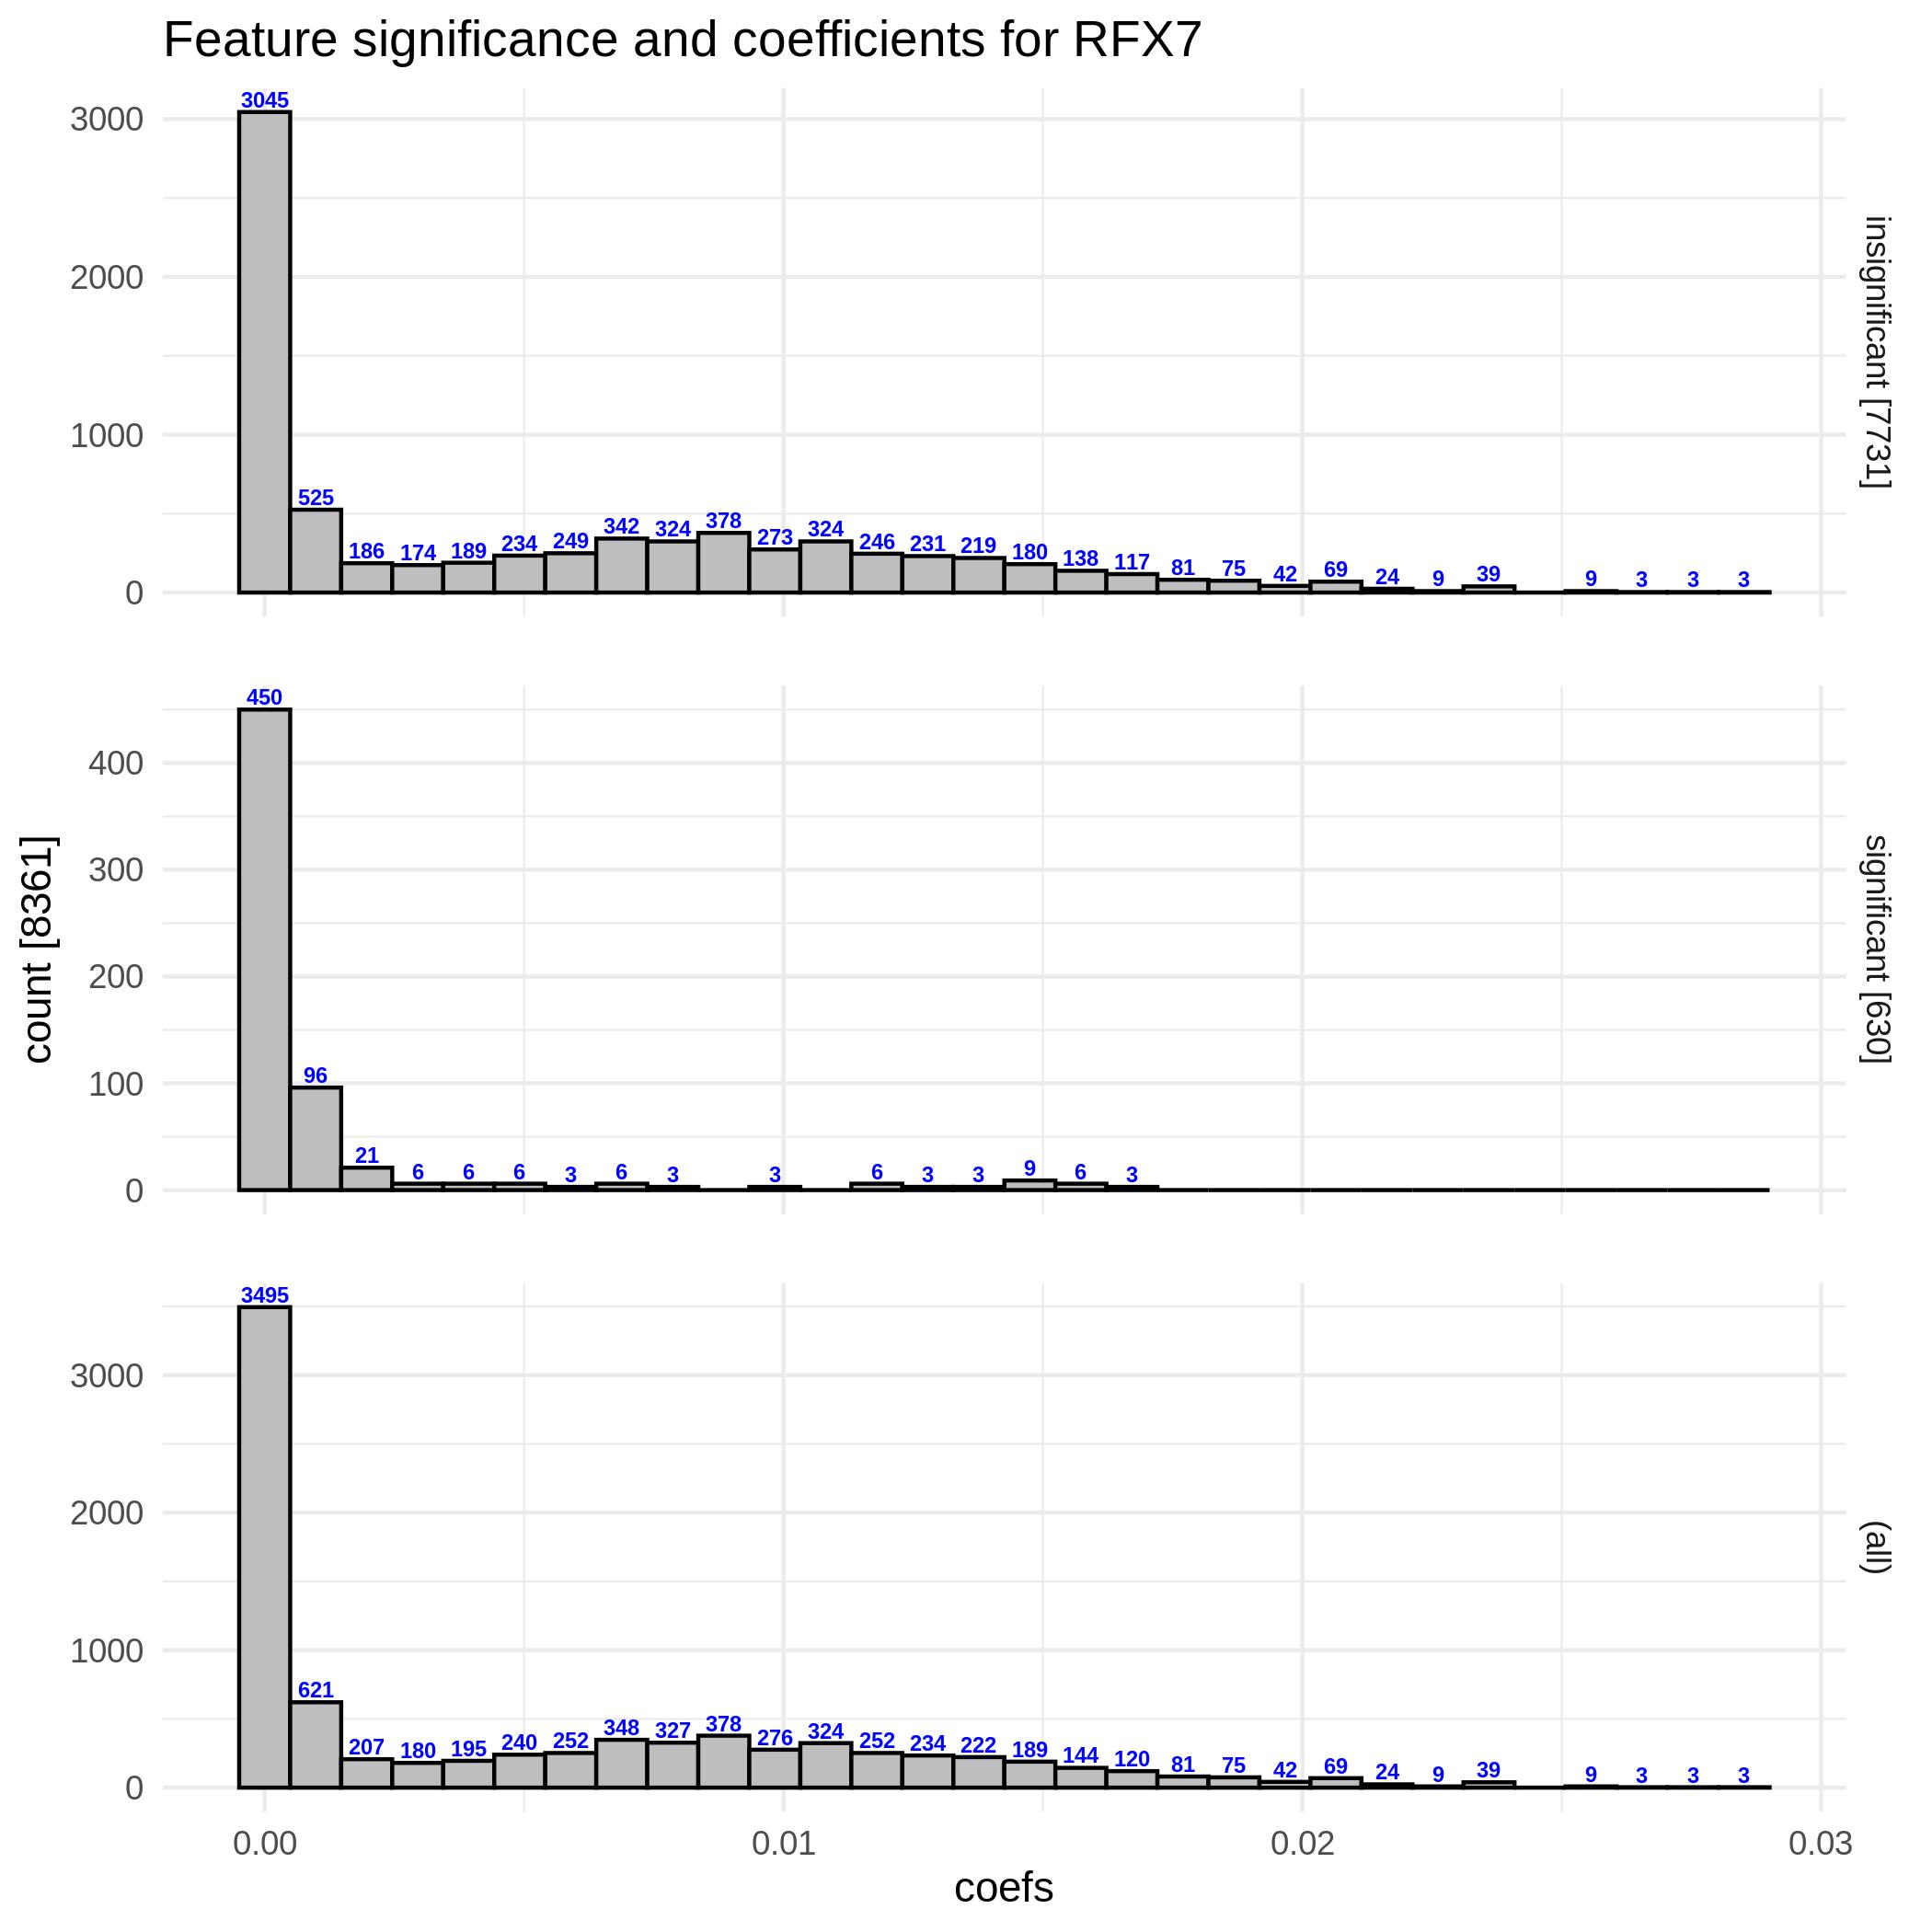 Feature significance and coefficients for RFX7
3045
3000
2000
1000
0
525
186 174 189 234 249 342 324 378 273 324 246 231 219 180 138 117 81 75 42 69 24 9 39 9 3 3 3
insignificant [7731]
450
400
300
200
100
0
96
21 6 6 6 3 6 3 3 6 3 3 9 6 3
significant [630]
count [8361]
3495
3000
2000
1000
0
621
207 180 195 240 252 348 327 378 276 324 252 234 222 189 144 120 81 75 42 69 24 9 39 9 3 3 3
(all)
0.00 0.01 0.02 0.03
coefs